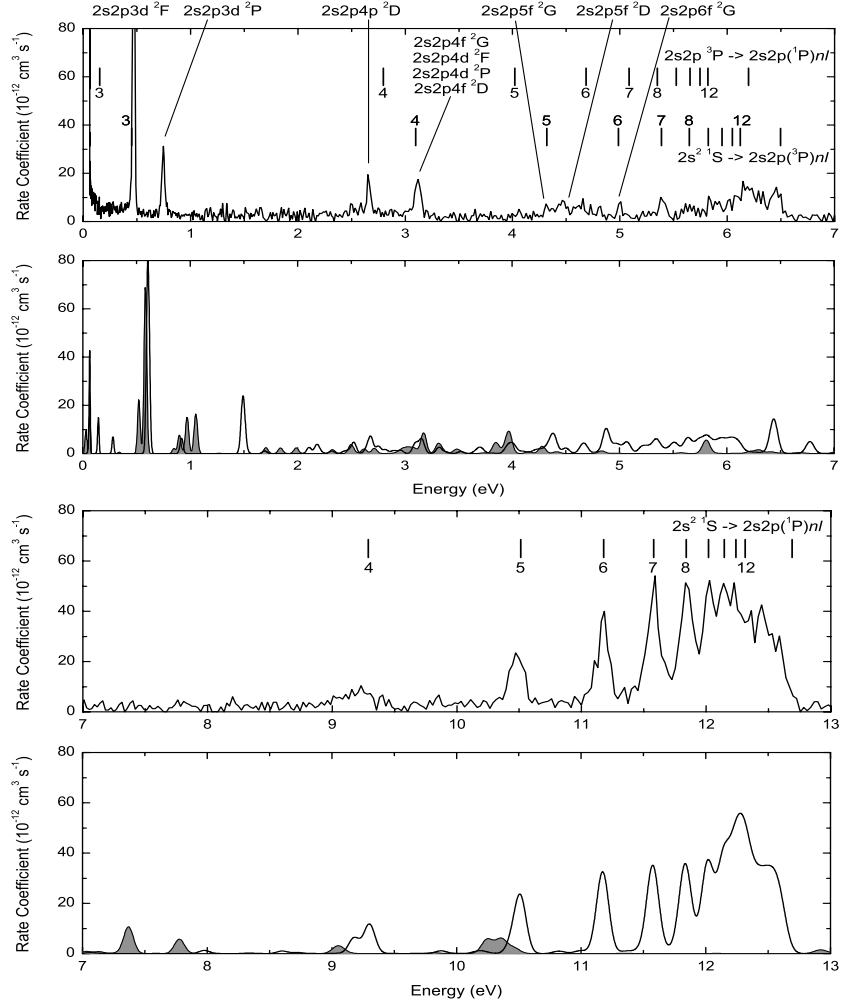 2s2p3d ²F 2s2p3d ²P 2s2p4p ²D 2s2p5f ²G 2s2p5f ²D 2s2p6f ²G
2s2p4f ²G
2s2p4d ²F
2s2p4d ²P
2s2p4f ²D
2s2p ³P -> 2s2p(¹P)nl
3 4 5 6 7 8 12
3 4 5 6 7 8 12
2s² ¹S -> 2s2p(³P)nl
Rate Coefficient (10⁻¹² cm³ s⁻¹)
80
60
40
20
0
0 1 2 3 4 5 6 7
Rate Coefficient (10⁻¹² cm³ s⁻¹)
80
60
40
20
0
0 1 2 3 4 5 6 7
Energy (eV)
2s² ¹S -> 2s2p(¹P)nl
4 5 6 7 8 12
Rate Coefficient (10⁻¹² cm³ s⁻¹)
80
60
40
20
0
7 8 9 10 11 12 13
Rate Coefficient (10⁻¹² cm³ s⁻¹)
80
60
40
20
0
7 8 9 10 11 12 13
Energy (eV)